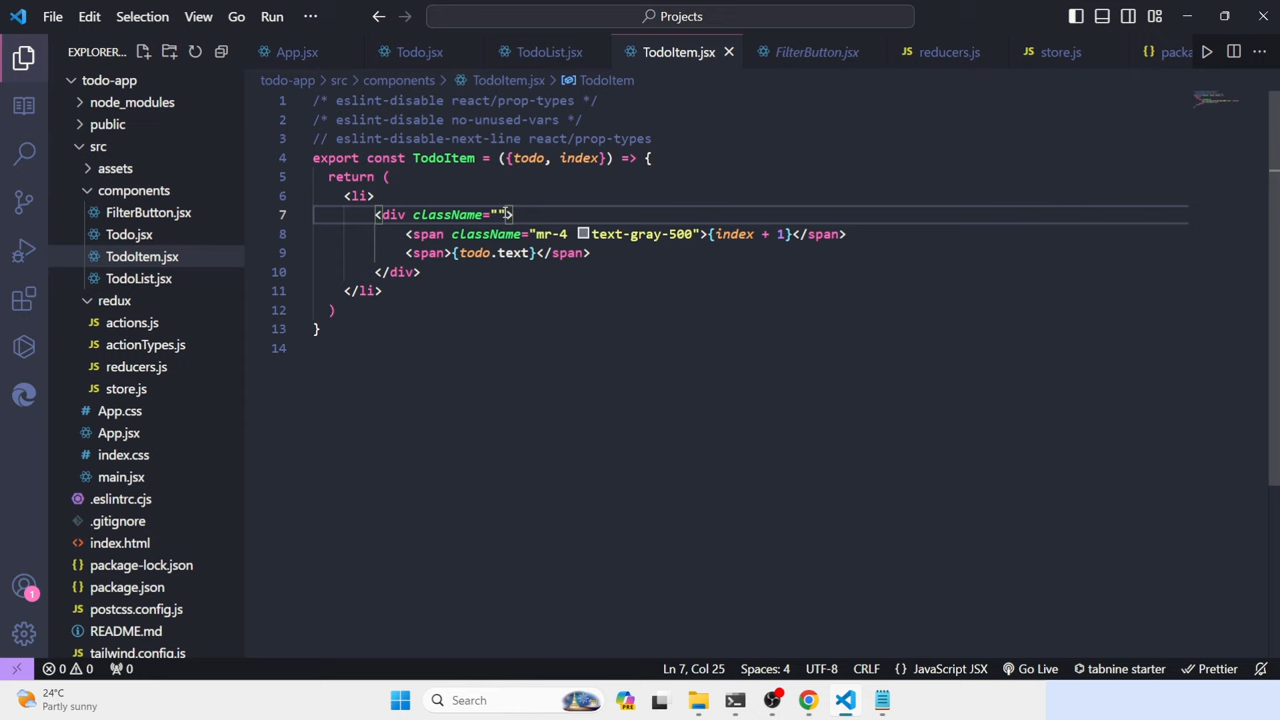 File Edit Selection View Go Run ··· Projects
EXPLORER... App.jsx Todo.jsx TodoList.jsx TodoItem.jsx FilterButton.jsx reducers.js store.js packa
todo-app
node_modules
public
src
assets
components
FilterButton.jsx
Todo.jsx
TodoItem.jsx
TodoList.jsx
redux
actions.js
actionTypes.js
reducers.js
store.js
App.css
App.jsx
index.css
main.jsx
.eslintrc.cjs
.gitignore
index.html
package-lock.json
package.json
postcss.config.js
README.md
tailwind.config.js
todo-app > src > components > TodoItem.jsx > TodoItem
1 /* eslint-disable react/prop-types */
2 /* eslint-disable no-unused-vars */
3 // eslint-disable-next-line react/prop-types
4 export const TodoItem = ({todo, index}) => {
5 return (
6 <li>
7 <div className="">
8 <span className="mr-4 text-gray-500">{index + 1}</span>
9 <span>{todo.text}</span>
10 </div>
11 </li>
12 )
13 }
14
1
0 0 0 Ln 7, Col 25 Spaces: 4 UTF-8 CRLF {} JavaScript JSX Go Live tabnine starter Prettier
24°C
Partly sunny
Search
PRE